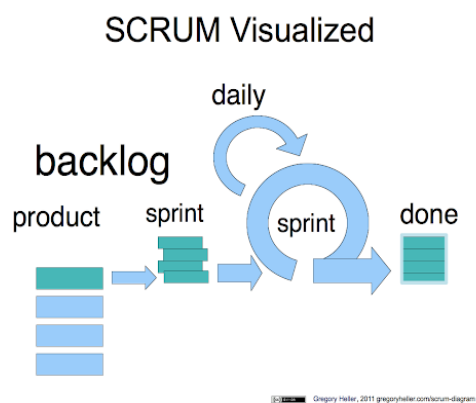 SCRUM Visualized
daily
backlog
product
sprint
sprint
done
Gregory Heller, 2011 gregoryheller.com/scrum-diagram